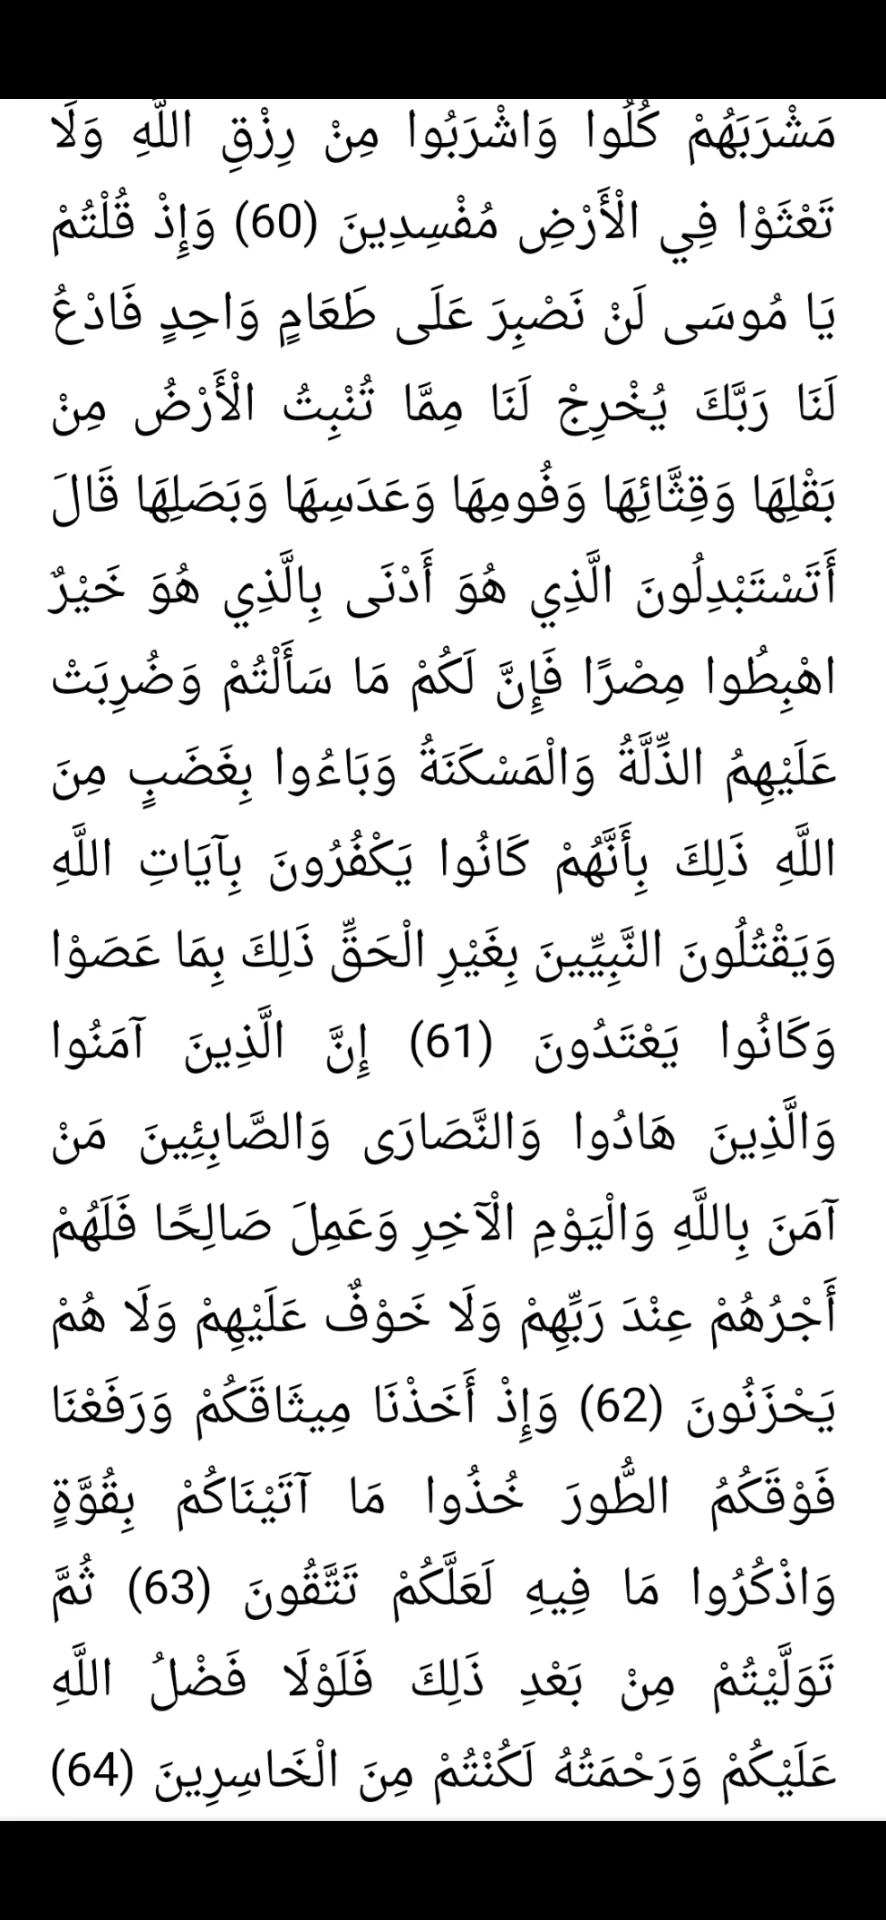 مَشْرَبَهُمْ كُلُوا وَاشْرَبُوا مِنْ رِزْقِ اللَّهِ وَلَا
تَعْثَوْا فِي الْأَرْضِ مُفْسِدِينَ (60) وَإِذْ قُلْتُمْ
يَا مُوسَى لَنْ نَصْبِرَ عَلَى طَعَامٍ وَاحِدٍ فَادْعُ
لَنَا رَبَّكَ يُخْرِجْ لَنَا مِمَّا تُنْبِتُ الْأَرْضُ مِنْ
بَقْلِهَا وَقِثَّائِهَا وَفُومِهَا وَعَدَسِهَا وَبَصَلِهَا قَالَ
أَتَسْتَبْدِلُونَ الَّذِي هُوَ أَدْنَى بِالَّذِي هُوَ خَيْرٌ
اهْبِطُوا مِصْرًا فَإِنَّ لَكُمْ مَا سَأَلْتُمْ وَضُرِبَتْ
عَلَيْهِمُ الذِّلَّةُ وَالْمَسْكَنَةُ وَبَاءُوا بِغَضَبٍ مِنَ
اللَّهِ ذَلِكَ بِأَنَّهُمْ كَانُوا يَكْفُرُونَ بِآيَاتِ اللَّهِ
وَيَقْتُلُونَ النَّبِيِّينَ بِغَيْرِ الْحَقِّ ذَلِكَ بِمَا عَصَوْا
وَكَانُوا يَعْتَدُونَ (61) إِنَّ الَّذِينَ آمَنُوا
وَالَّذِينَ هَادُوا وَالنَّصَارَى وَالصَّابِئِينَ مَنْ
آمَنَ بِاللَّهِ وَالْيَوْمِ الْآخِرِ وَعَمِلَ صَالِحًا فَلَهُمْ
أَجْرُهُمْ عِنْدَ رَبِّهِمْ وَلَا خَوْفٌ عَلَيْهِمْ وَلَا هُمْ
يَحْزَنُونَ (62) وَإِذْ أَخَذْنَا مِيثَاقَكُمْ وَرَفَعْنَا
فَوْقَكُمُ الطُّورَ خُذُوا مَا آتَيْنَاكُمْ بِقُوَّةٍ
وَاذْكُرُوا مَا فِيهِ لَعَلَّكُمْ تَتَّقُونَ (63) ثُمَّ
تَوَلَّيْتُمْ مِنْ بَعْدِ ذَلِكَ فَلَوْلَا فَضْلُ اللَّهِ
عَلَيْكُمْ وَرَحْمَتُهُ لَكُنْتُمْ مِنَ الْخَاسِرِينَ (64)